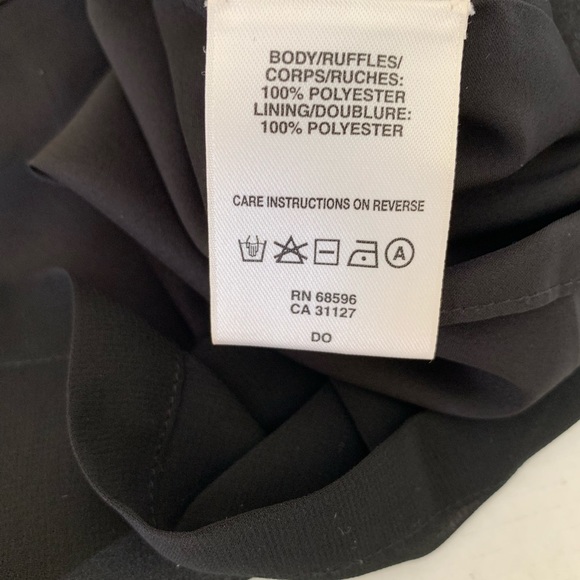 BODY/RUFFLES/
CORPS/RUCHES:
100% POLYESTER
LINING/DOUBLURE:
100% POLYESTER
CARE INSTRUCTIONS ON REVERSE
A
RN 68596
CA 31127
DO